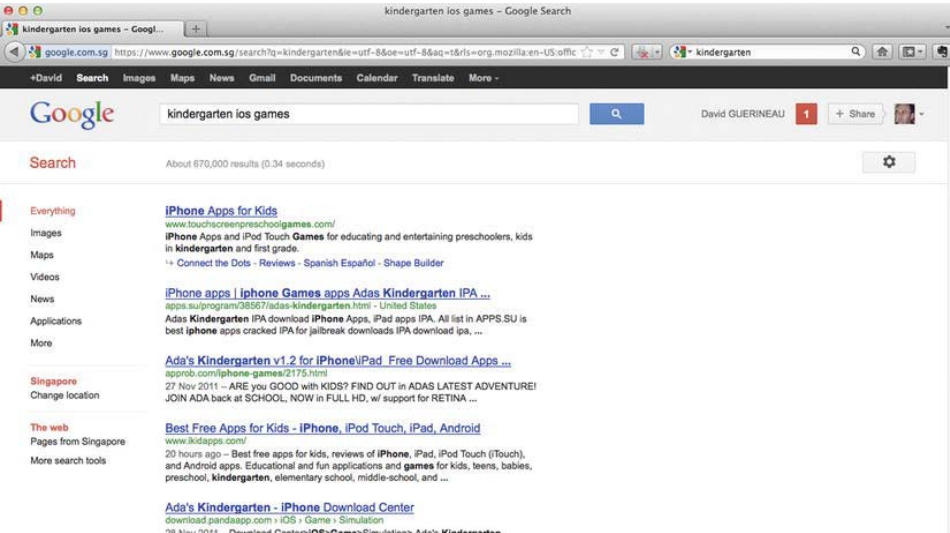 kindergarten ios games – Google Search
kindergarten ios games – Googl...
google.com.sg https://www.google.com.sg/search?q=kindergarten&ie=utf-8&oe=utf-8&aq=t&rls=org.mozilla:en-US:offic
kindergarten
+David Search Images Maps News Gmail Documents Calendar Translate More
Google kindergarten ios games David GUERINEAU 1 + Share
Search About 670,000 results (0.34 seconds)
Everything
Images
Maps
Videos
News
Applications
More
Singapore
Change location
The web
Pages from Singapore
More search tools
iPhone Apps for Kids
www.touchscreenpreschoolgames.com/
iPhone Apps and iPod Touch Games for educating and entertaining preschoolers, kids
in kindergarten and first grade.
Connect the Dots - Reviews - Spanish Español - Shape Builder
iPhone apps | iphone Games apps Adas Kindergarten IPA ...
apps.su/program/38567/adas-kindergarten.html - United States
Adas Kindergarten IPA download iPhone Apps, iPad apps IPA. All list in APPS.SU is
best iphone apps cracked IPA for jailbreak downloads IPA download ipa, ...
Ada's Kindergarten v1.2 for iPhone\iPad Free Download Apps ...
approb.com/iphone-games/2175.html
27 Nov 2011 – ARE you GOOD with KIDS? FIND OUT in ADAS LATEST ADVENTURE!
JOIN ADA back at SCHOOL, NOW in FULL HD, w/ support for RETINA ...
Best Free Apps for Kids - iPhone, iPod Touch, iPad, Android
www.ikidapps.com/
20 hours ago – Best free apps for kids, reviews of iPhone, iPad, iPod Touch (iTouch),
and Android apps. Educational and fun applications and games for kids, teens, babies,
preschool, kindergarten, elementary school, middle-school, and ...
Ada's Kindergarten - iPhone Download Center
download.pandaapp.com › iOS › Game › Simulation
28 Nov 2011 – Download Center>iOS>Game>Simulation> Ada's Kindergarten